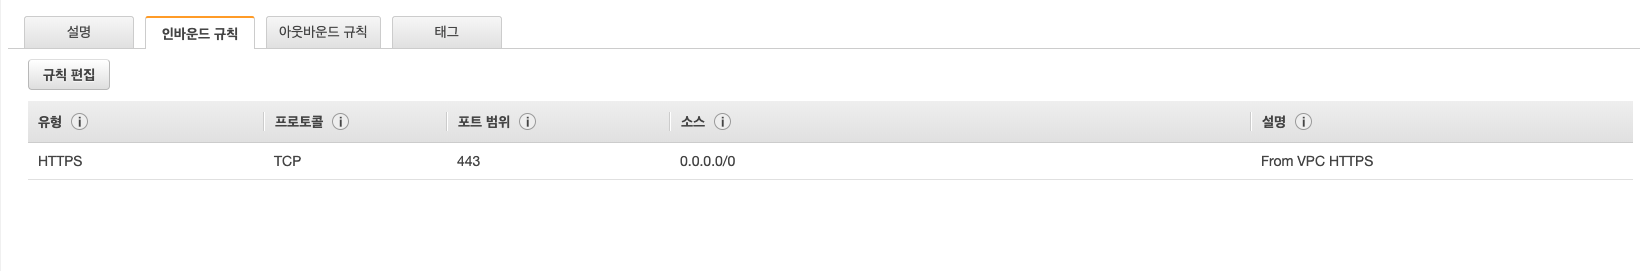 설명 인바운드 규칙 아웃바운드 규칙 태그
규칙 편집
유형 i 프로토콜 i 포트 범위 i 소스 i 설명 i
HTTPS TCP 443 0.0.0.0/0 From VPC HTTPS